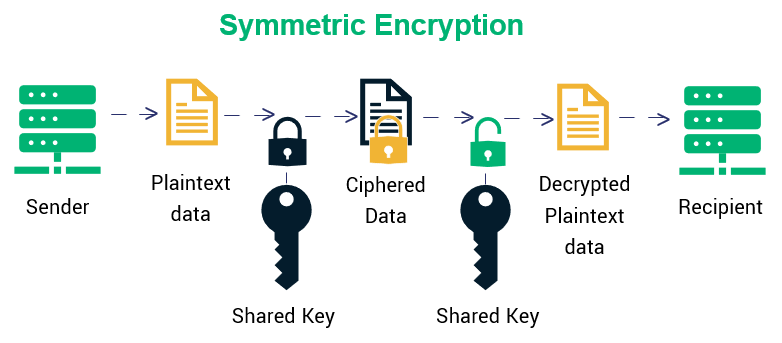 Symmetric Encryption
Sender
Plaintext
data
Shared Key
Ciphered
Data
Shared Key
Decrypted
Plaintext
data
Recipient